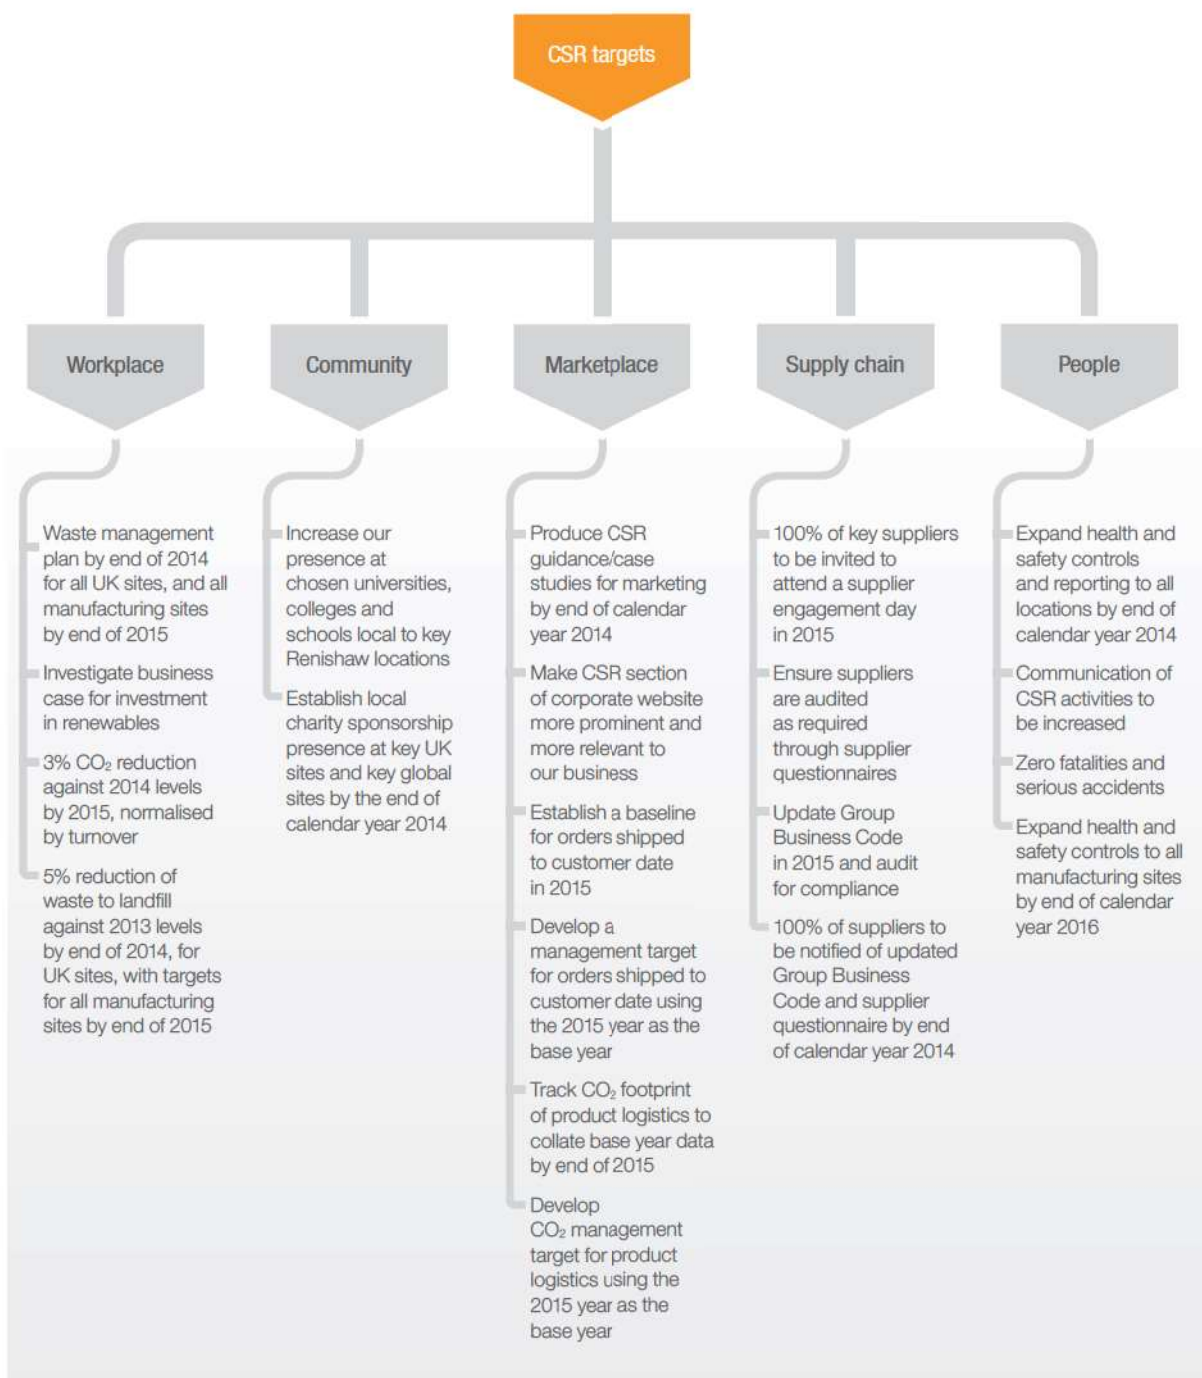 CSR targets
Workplace
Community
Marketplace
Supply chain
People
Waste management
plan by end of 2014
for all UK sites, and all
manufacturing sites
by end of 2015
Investigate business
case for investment
in renewables
3% CO₂ reduction
against 2014 levels
by 2015, normalised
by turnover
5% reduction of
waste to landfill
against 2013 levels
by end of 2014, for
UK sites, with targets
for all manufacturing
sites by end of 2015
Increase our
presence at
chosen universities,
colleges and
schools local to key
Renishaw locations
Establish local
charity sponsorship
presence at key UK
sites and key global
sites by the end of
calendar year 2014
Produce CSR
guidance/case
studies for marketing
by end of calendar
year 2014
Make CSR section
of corporate website
more prominent and
more relevant to
our business
Establish a baseline
for orders shipped
to customer date
in 2015
Develop a
management target
for orders shipped to
customer date using
the 2015 year as the
base year
Track CO₂ footprint
of product logistics to
collate base year data
by end of 2015
Develop
CO₂ management
target for product
logistics using the
2015 year as the
base year
100% of key suppliers
to be invited to
attend a supplier
engagement day
in 2015
Ensure suppliers
are audited
as required
through supplier
questionnaires
Update Group
Business Code
in 2015 and audit
for compliance
100% of suppliers to
be notified of updated
Group Business
Code and supplier
questionnaire by end
of calendar year 2014
Expand health and
safety controls
and reporting to all
locations by end of
calendar year 2014
Communication of
CSR activities to
be increased
Zero fatalities and
serious accidents
Expand health and
safety controls to all
manufacturing sites
by end of calendar
year 2016